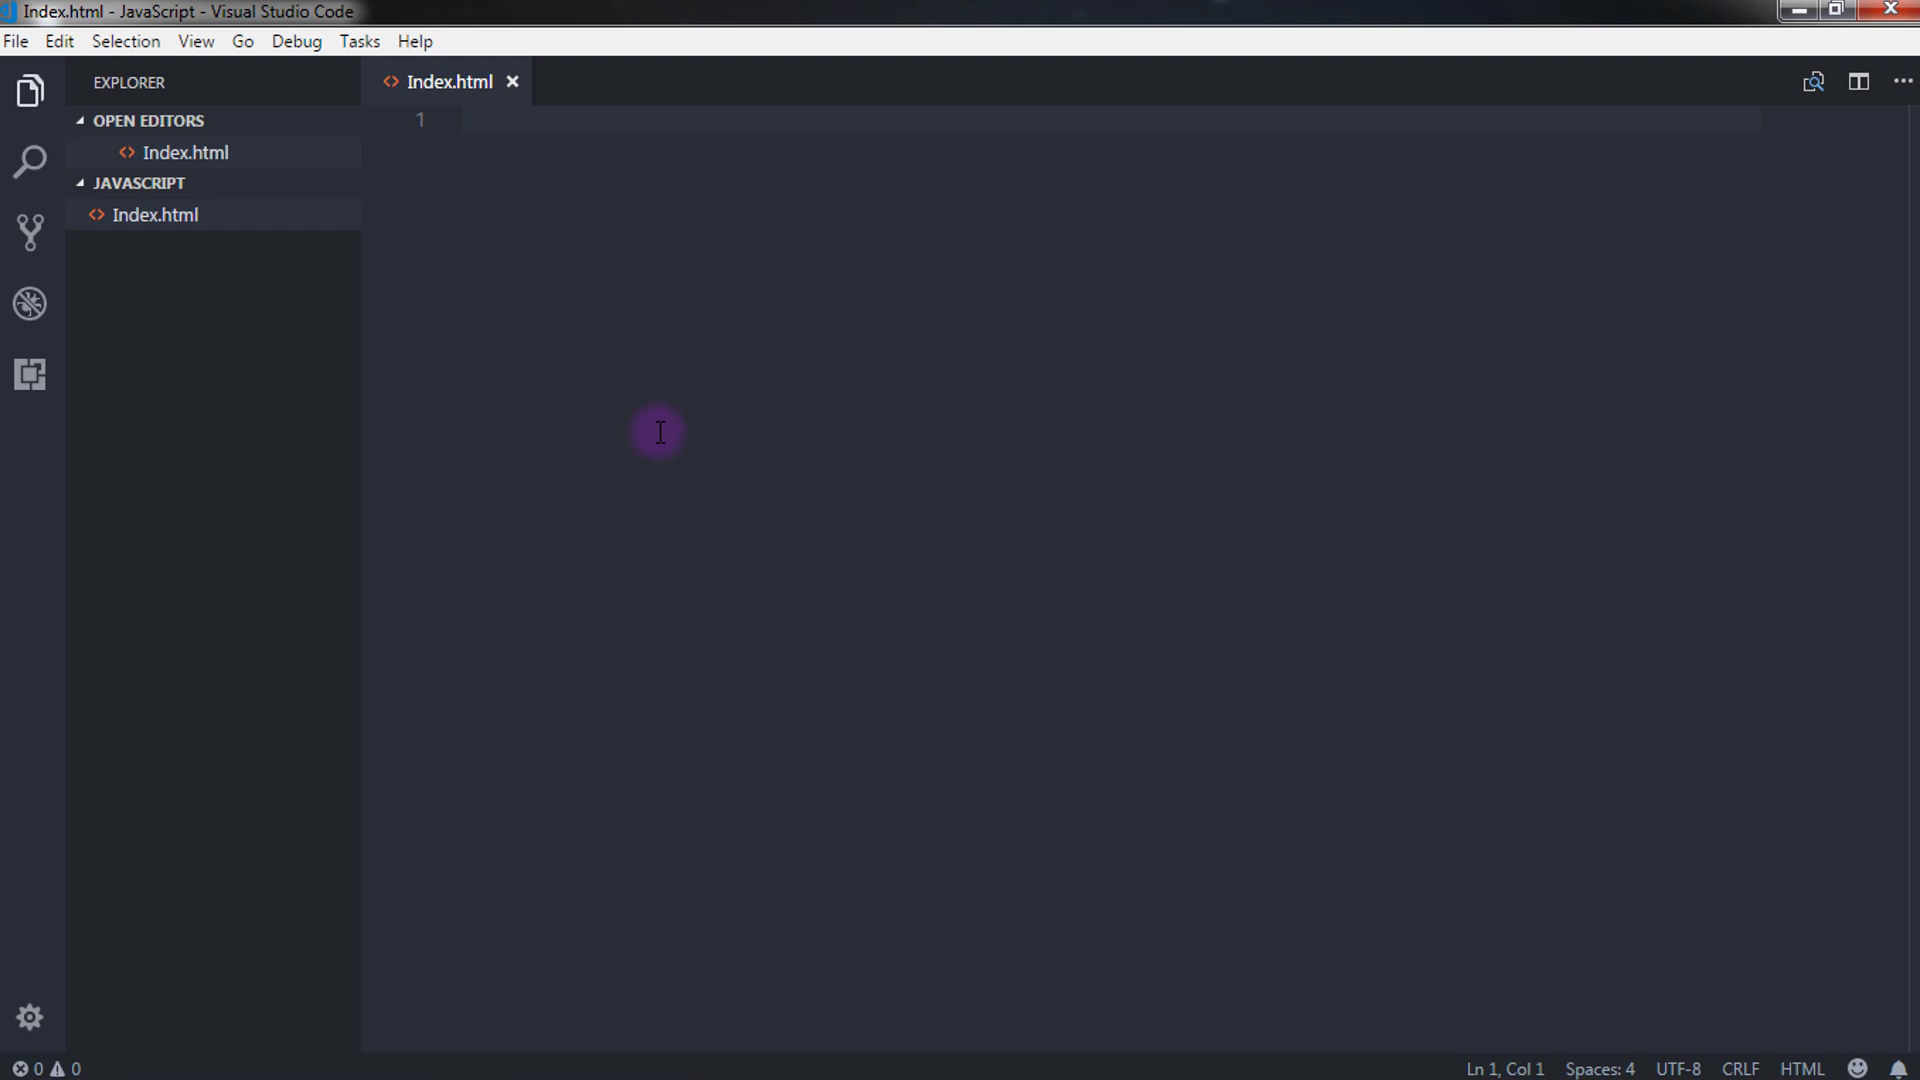 Index.html - JavaScript - Visual Studio Code
File Edit Selection View Go Debug Tasks Help
EXPLORER
Index.html
OPEN EDITORS
1
Index.html
JAVASCRIPT
Index.html
0 0
Ln 1, Col 1 Spaces: 4 UTF-8 CRLF HTML